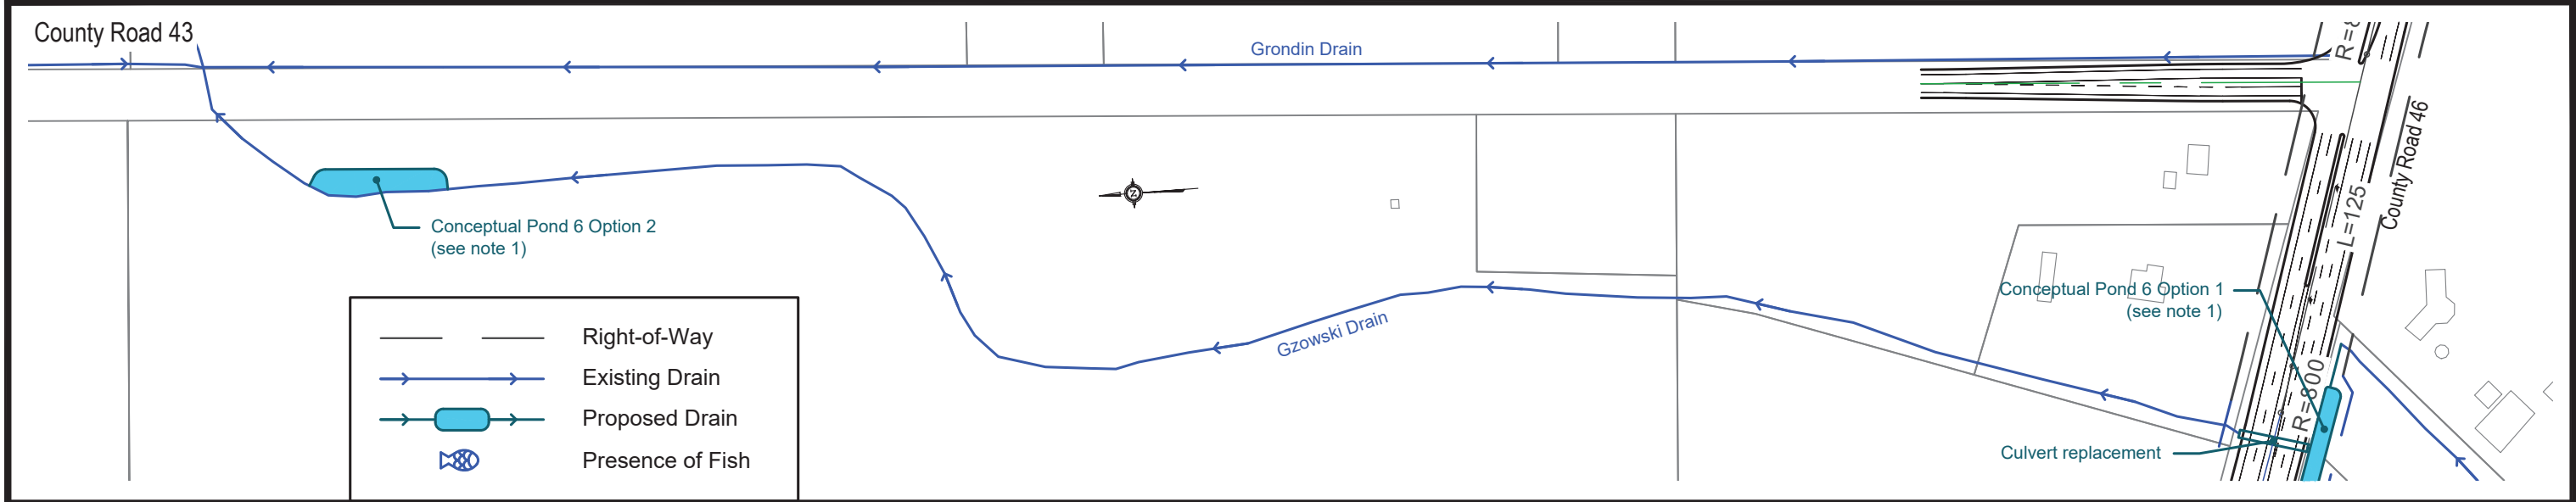 County Road 43
Grondin Drain
County Road 46
L=125
Conceptual Pond 6 Option 2
(see note 1)
Z
Conceptual Pond 6 Option 1
(see note 1)
Gzowski Drain
R=800
Culvert replacement
Right-of-Way
Existing Drain
Proposed Drain
Presence of Fish